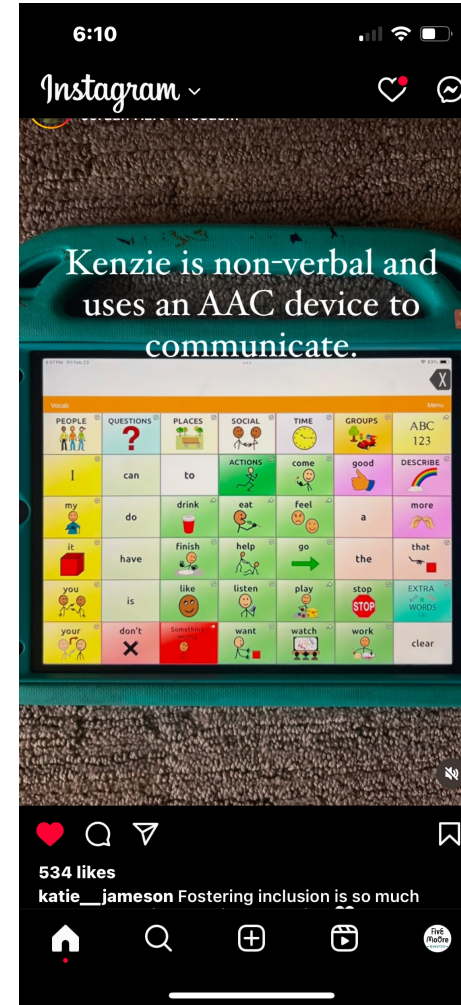 6:10
Instagram
Kenzie is non-verbal and
uses an AAC device to
communicate.
Vocab Menu
PEOPLE QUESTIONS PLACES SOCIAL TIME GROUPS ABC
123
I can to ACTIONS come good DESCRIBE
my do drink eat feel a more
it have finish help go the that
you is like listen play stop EXTRA
STOP WORDS
your don't Something want watch work clear
534 likes
katie__jameson Fostering inclusion is so much
FIVE
MOORE